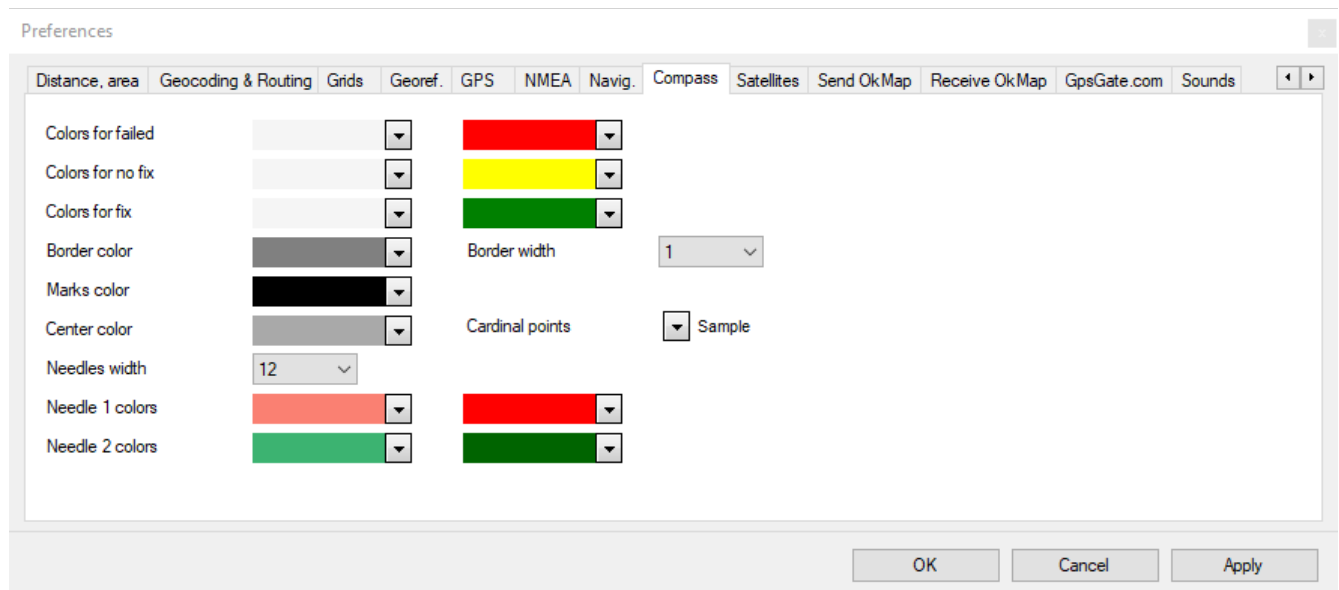 Preferences
Distance, area Geocoding & Routing Grids Georef. GPS NMEA Navig. Compass Satellites Send OkMap Receive OkMap GpsGate.com Sounds
Colors for failed
Colors for no fix
Colors for fix
Border color Border width 1
Marks color
Center color Cardinal points Sample
Needles width 12
Needle 1 colors
Needle 2 colors
OK Cancel Apply